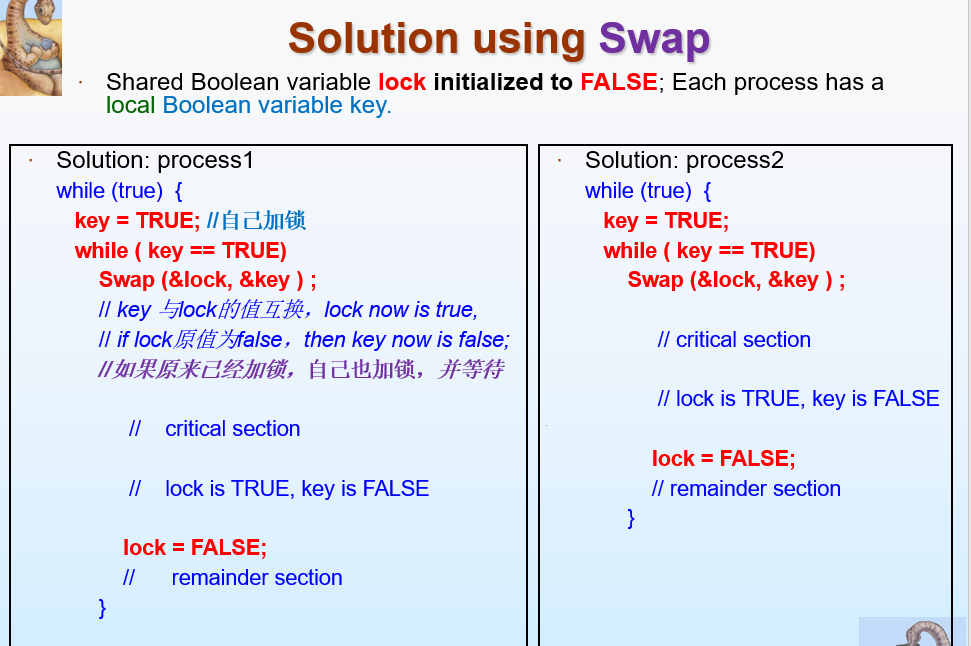 Solution using Swap
· Shared Boolean variable lock initialized to FALSE; Each process has a
local Boolean variable key.
· Solution: process1
while (true) {
key = TRUE; //自己加锁
while ( key == TRUE)
Swap (&lock, &key ) ;
// key 与lock的值互换，lock now is true,
// if lock原值为false，then key now is false;
//如果原来已经加锁，自己也加锁，并等待
// critical section
// lock is TRUE, key is FALSE
lock = FALSE;
// remainder section
}
· Solution: process2
while (true) {
key = TRUE;
while ( key == TRUE)
Swap (&lock, &key ) ;
// critical section
// lock is TRUE, key is FALSE
lock = FALSE;
// remainder section
}